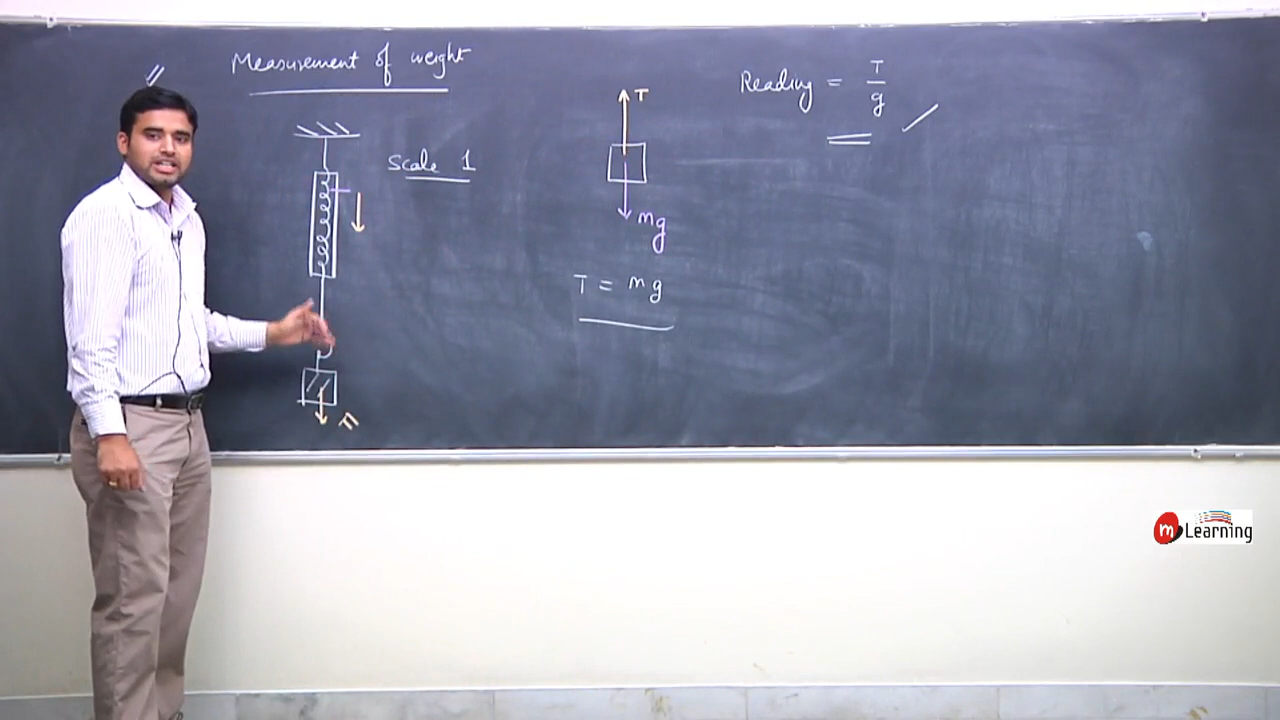 Measurement of weight
Scale 1
T
mg
T = mg
Reading = T/g
m Learning